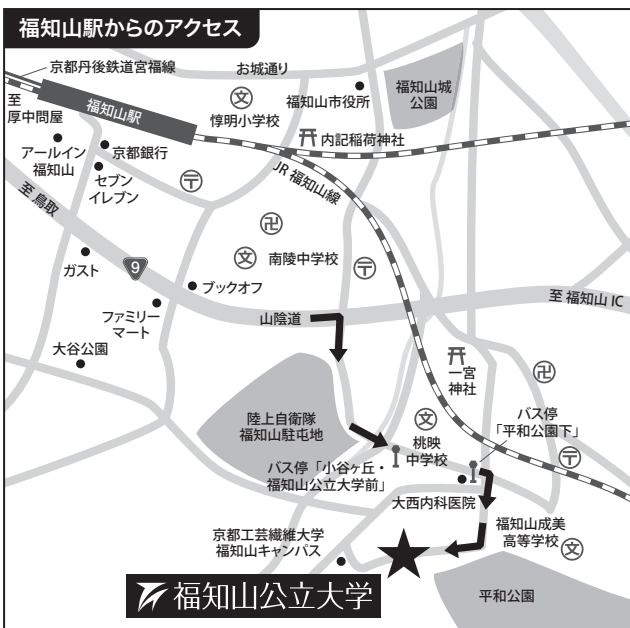 福知山駅からのアクセス
京都丹後鉄道宮福線
お城通り
至
厚中問屋
福知山駅
文
惇明小学校
福知山市役所
福知山城
公園
アールイン
福知山
京都銀行
セブン
イレブン
内記稲荷神社
JR 福知山線
至 鳥取
ガスト
9
文
南陵中学校
ブックオフ
ファミリー
マート
山陰道
至 福知山 IC
大谷公園
一宮
神社
陸上自衛隊
福知山駐屯地
文
桃映
中学校
バス停
「平和公園下」
バス停「小谷ヶ丘・
福知山公立大学前」
大西内科医院
京都工芸繊維大学
福知山キャンパス
福知山成美
高等学校
文
福知山公立大学
平和公園